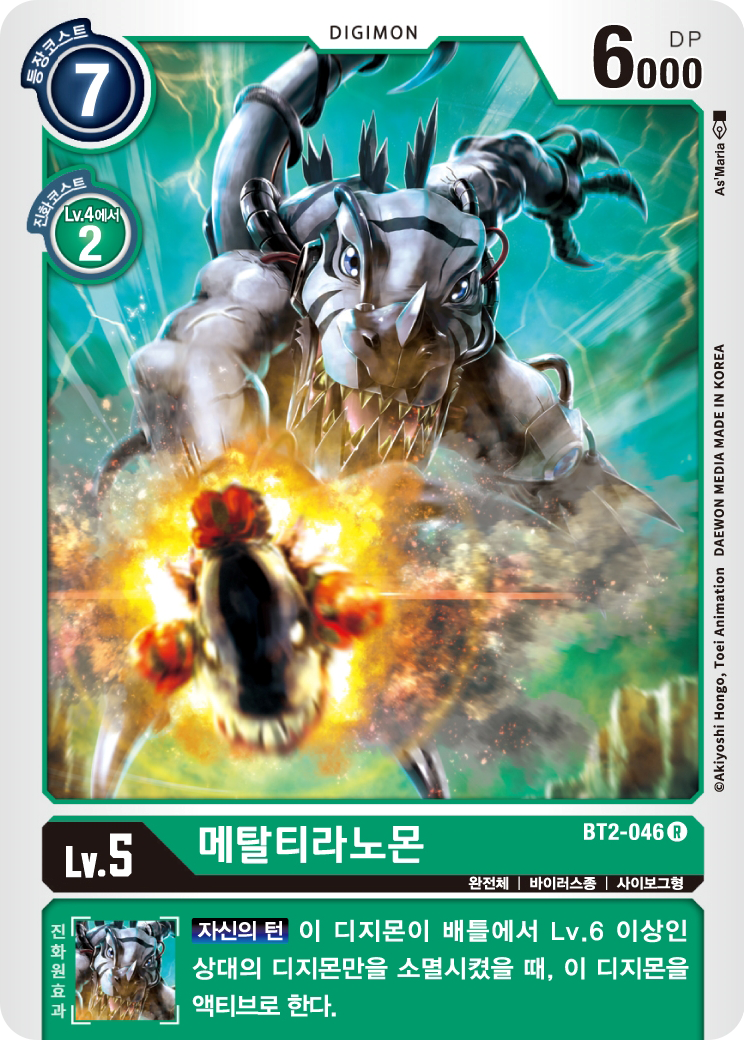 DIGIMON
등장코스트
7
DP
6000
진화코스트
Lv.4에서
2
As'Maria
©Akiyoshi Hongo, Toei Animation DAEWON MEDIA MADE IN KOREA
Lv.5
메탈티라노몬
BT2-046 R
완전체 | 바이러스종 | 사이보그형
진화원효과
자신의 턴 이 디지몬이 배틀에서 Lv.6 이상인
상대의 디지몬만을 소멸시켰을 때, 이 디지몬을
액티브로 한다.